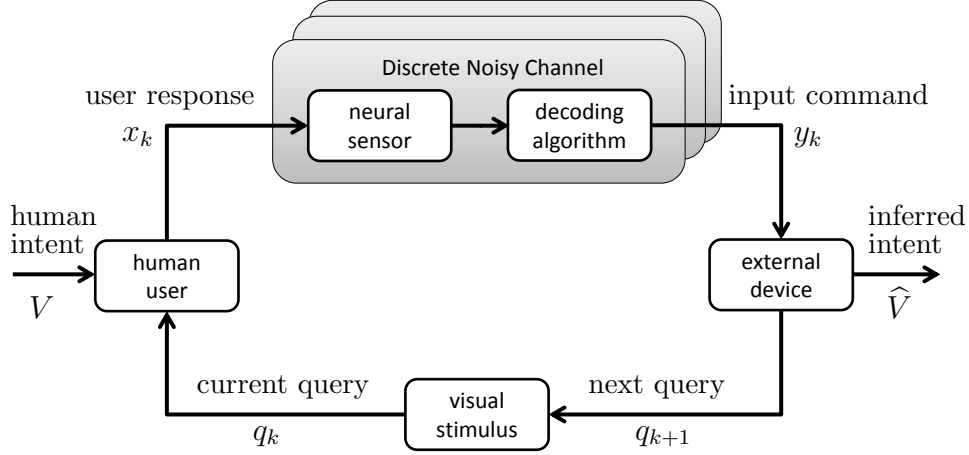 Discrete Noisy Channel
user response
x_k
neural
sensor
decoding
algorithm
input command
y_k
human
intent
V
human
user
external
device
inferred
intent
V̂
current query
q_k
visual
stimulus
next query
q_{k+1}